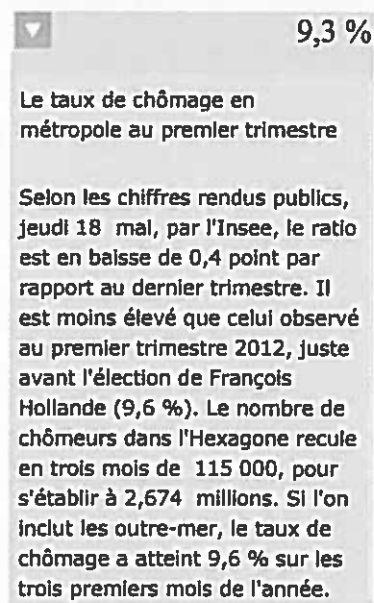 9,3 %
Le taux de chômage en
métropole au premier trimestre
Selon les chiffres rendus publics,
jeudi 18 mai, par l'Insee, le ratio
est en baisse de 0,4 point par
rapport au dernier trimestre. Il
est moins élevé que celui observé
au premier trimestre 2012, juste
avant l'élection de François
Hollande (9,6 %). Le nombre de
chômeurs dans l'Hexagone recule
en trois mois de 115 000, pour
s'établir à 2,674 millions. Si l'on
inclut les outre-mer, le taux de
chômage a atteint 9,6 % sur les
trois premiers mois de l'année.